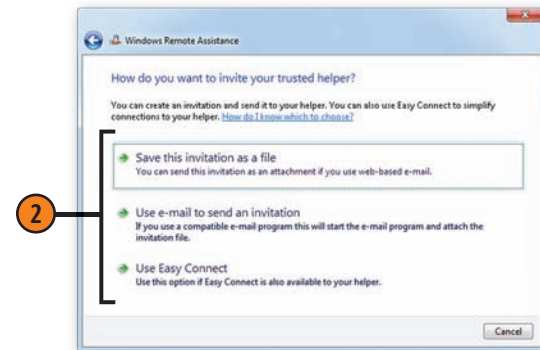 Windows Remote Assistance
How do you want to invite your trusted helper?
You can create an invitation and send it to your helper. You can also use Easy Connect to simplify
connections to your helper. How do I know which to choose?
Save this invitation as a file
You can send this invitation as an attachment if you use web-based e-mail.
2
Use e-mail to send an invitation
If you use a compatible e-mail program this will start the e-mail program and attach the
invitation file.
Use Easy Connect
Use this option if Easy Connect is also available to your helper.
Cancel